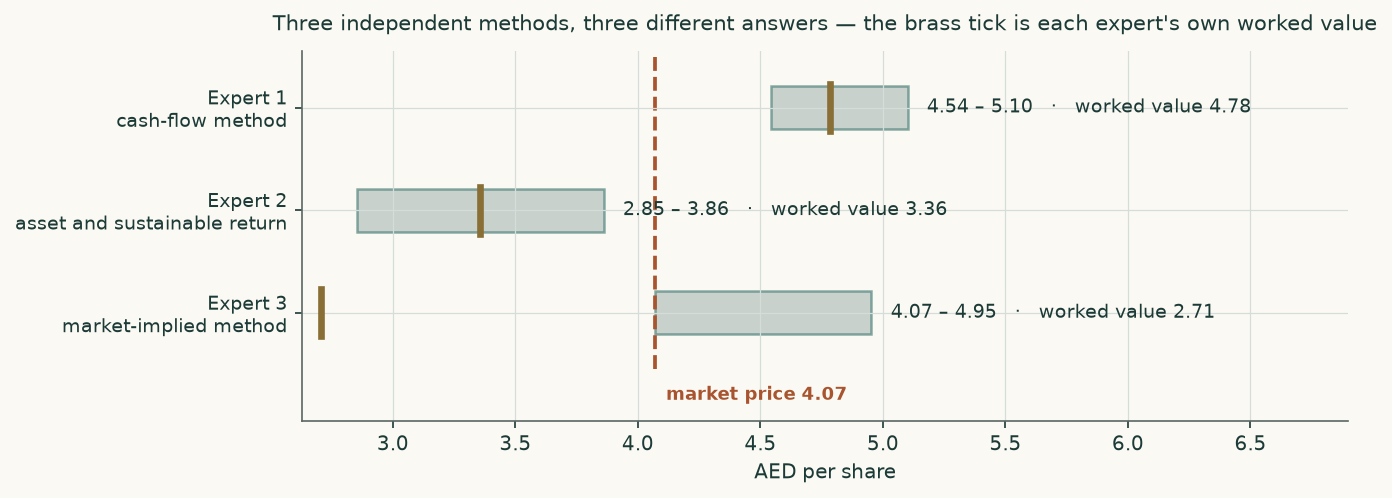 Three independent methods, three different answers — the brass tick is each expert's own worked value
Expert 1
cash-flow method
4.54 – 5.10 · worked value 4.78
Expert 2
asset and sustainable return
2.85 – 3.86 · worked value 3.36
Expert 3
market-implied method
4.07 – 4.95 · worked value 2.71
market price 4.07
3.0 3.5 4.0 4.5 5.0 5.5 6.0 6.5
AED per share